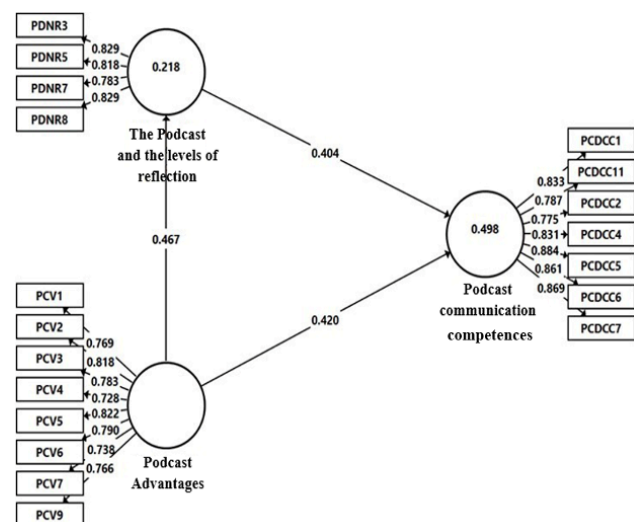 PDNR3
PDNR5
PDNR7
PDNR8
0.829
0.818
0.783
0.829
0.218
The Podcast
and the levels of
reflection
0.404
0.467
0.420
PCDCC1
PCDCC11
PCDCC2
PCDCC4
PCDCC5
PCDCC6
PCDCC7
0.833
0.787
0.775
0.831
0.884
0.861
0.869
0.498
Podcast
communication
competences
PCV1
PCV2
PCV3
PCV4
PCV5
PCV6
PCV7
PCV9
0.769
0.818
0.783
0.728
0.822
0.790
0.738
0.766
Podcast
Advantages